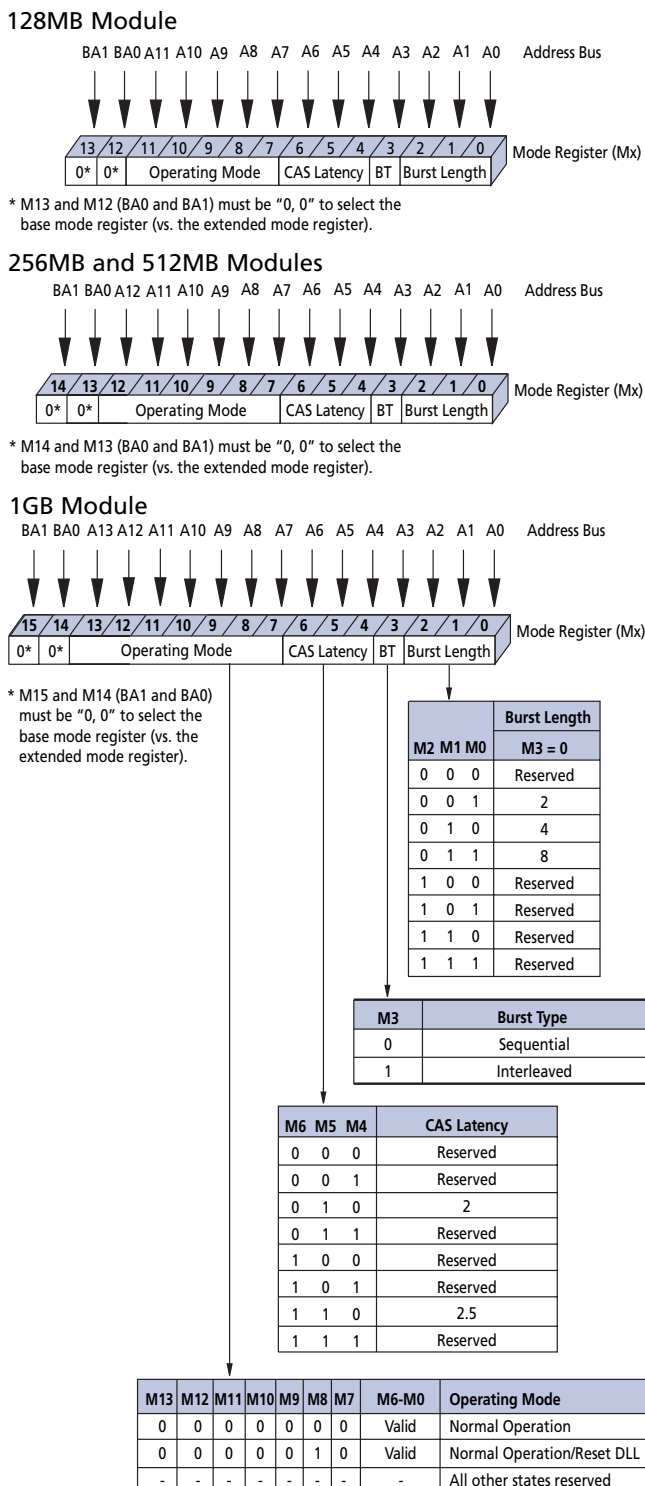 128MB Module
BA1 BA0 A11 A10 A9 A8 A7 A6 A5 A4 A3 A2 A1 A0 Address Bus
13 12 11 10 9 8 7 6 5 4 3 2 1 0 Mode Register (Mx)
0* 0* Operating Mode CAS Latency BT Burst Length
* M13 and M12 (BA0 and BA1) must be “0, 0” to select the
base mode register (vs. the extended mode register).
256MB and 512MB Modules
BA1 BA0 A12 A11 A10 A9 A8 A7 A6 A5 A4 A3 A2 A1 A0 Address Bus
14 13 12 11 10 9 8 7 6 5 4 3 2 1 0 Mode Register (Mx)
0* 0* Operating Mode CAS Latency BT Burst Length
* M14 and M13 (BA0 and BA1) must be “0, 0” to select the
base mode register (vs. the extended mode register).
1GB Module
BA1 BA0 A13 A12 A11 A10 A9 A8 A7 A6 A5 A4 A3 A2 A1 A0 Address Bus
15 14 13 12 11 10 9 8 7 6 5 4 3 2 1 0 Mode Register (Mx)
0* 0* Operating Mode CAS Latency BT Burst Length
* M15 and M14 (BA1 and BA0)
must be “0, 0” to select the
base mode register (vs. the
extended mode register).
Burst Length
M2 M1 M0 M3 = 0
0 0 0 Reserved
0 0 1 2
0 1 0 4
0 1 1 8
1 0 0 Reserved
1 0 1 Reserved
1 1 0 Reserved
1 1 1 Reserved
M3 Burst Type
0 Sequential
1 Interleaved
M6 M5 M4 CAS Latency
0 0 0 Reserved
0 0 1 Reserved
0 1 0 2
0 1 1 Reserved
1 0 0 Reserved
1 0 1 Reserved
1 1 0 2.5
1 1 1 Reserved
M13 M12 M11 M10 M9 M8 M7 M6-M0 Operating Mode
0 0 0 0 0 0 0 Valid Normal Operation
0 0 0 0 0 1 0 Valid Normal Operation/Reset DLL
- - - - - - - - All other states reserved